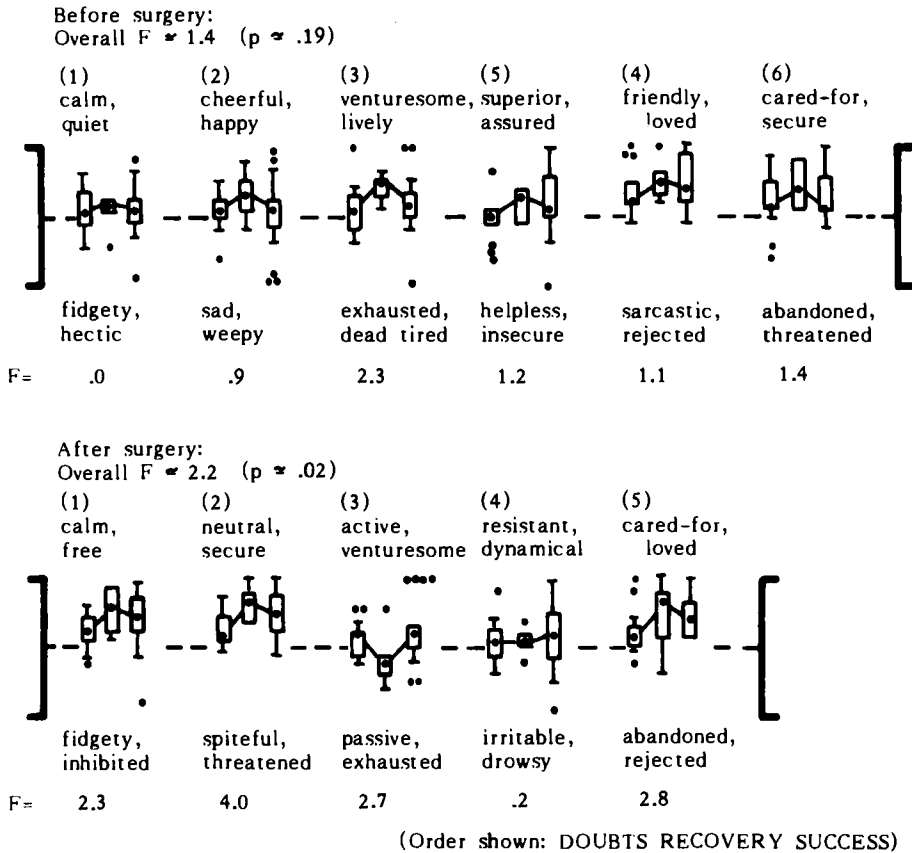 Before surgery:
Overall F ≃ 1.4 (p ≃ .19)
(1) (2) (3) (5) (4) (6)
calm, cheerful, venturesome, superior, friendly, cared-for,
quiet happy lively assured loved secure
fidgety, sad, exhausted, helpless, sarcastic, abandoned,
hectic weepy dead tired insecure rejected threatened
F= .0 .9 2.3 1.2 1.1 1.4
After surgery:
Overall F ≃ 2.2 (p ≃ .02)
(1) (2) (3) (4) (5)
calm, neutral, active, resistant, cared-for,
free secure venturesome dynamical loved
fidgety, spiteful, passive, irritable, abandoned,
inhibited threatened exhausted drowsy rejected
F= 2.3 4.0 2.7 .2 2.8
(Order shown: DOUBTS RECOVERY SUCCESS)